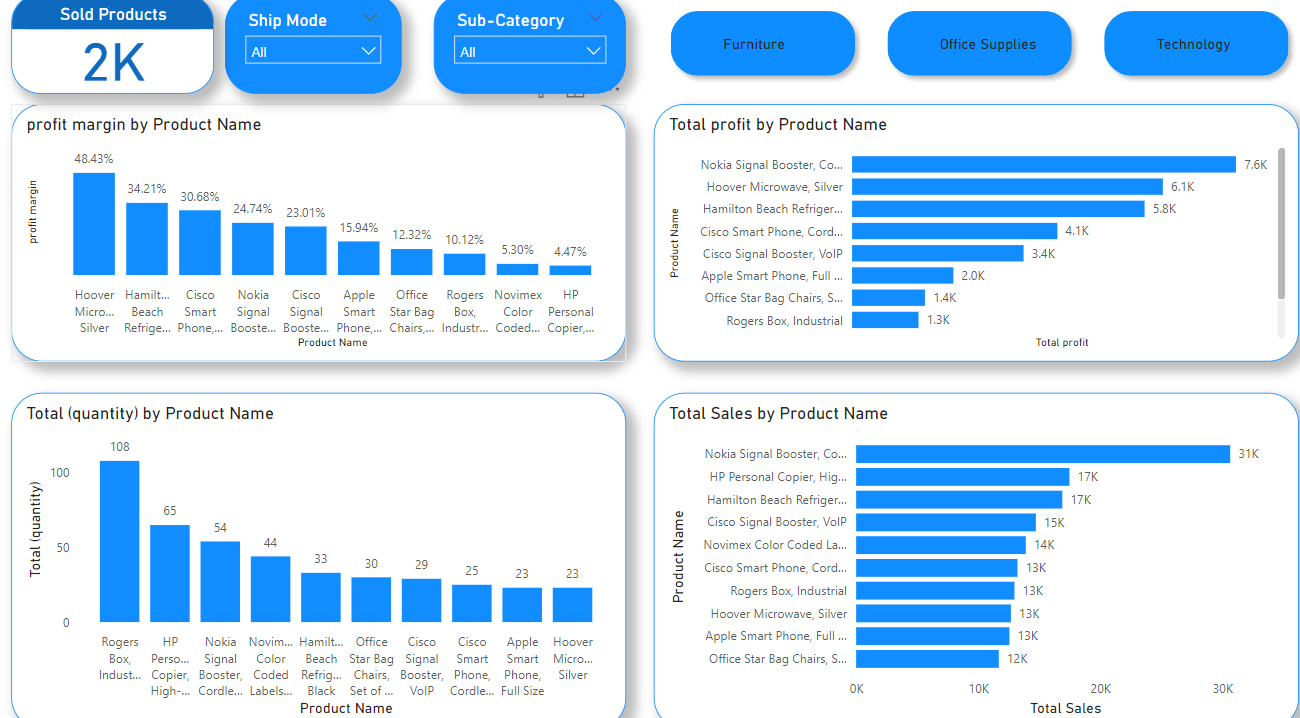 Sold Products
2K
Ship Mode
All
Sub-Category
All
Furniture
Office Supplies
Technology
profit margin by Product Name
profit margin
48.43%
34.21%
30.68%
24.74%
23.01%
15.94%
12.32%
10.12%
5.30%
4.47%
Hoover
Micro...
Silver
Hamilt...
Beach
Refrige...
Cisco
Smart
Phone,...
Nokia
Signal
Booste...
Cisco
Signal
Booste...
Apple
Smart
Phone,...
Office
Star Bag
Chairs,...
Rogers
Box,
Industr...
Novimex
Color
Coded...
HP
Personal
Copier,...
Product Name
Total profit by Product Name
Product Name
Nokia Signal Booster, Co... 7.6K
Hoover Microwave, Silver 6.1K
Hamilton Beach Refriger... 5.8K
Cisco Smart Phone, Cord... 4.1K
Cisco Signal Booster, VoIP 3.4K
Apple Smart Phone, Full ... 2.0K
Office Star Bag Chairs, S... 1.4K
Rogers Box, Industrial 1.3K
Total profit
Total (quantity) by Product Name
Total (quantity)
100
50
0
108
65
54
44
33
30
29
25
23
23
Rogers
Box,
Indust...
HP
Perso...
Copier,
High-...
Nokia
Signal
Booster,
Cordle...
Novim...
Color
Coded
Labels...
Hamilt...
Beach
Refrig...
Black
Office
Star Bag
Chairs,
Set of ...
Cisco
Signal
Booster,
VoIP
Cisco
Smart
Phone,
Cordle...
Apple
Smart
Phone,
Full Size
Hoover
Micro...
Silver
Product Name
Total Sales by Product Name
Product Name
Nokia Signal Booster, Co... 31K
HP Personal Copier, Hig... 17K
Hamilton Beach Refriger... 17K
Cisco Signal Booster, VoIP 15K
Novimex Color Coded La... 14K
Cisco Smart Phone, Cord... 13K
Rogers Box, Industrial 13K
Hoover Microwave, Silver 13K
Apple Smart Phone, Full ... 13K
Office Star Bag Chairs, S... 12K
0K 10K 20K 30K
Total Sales